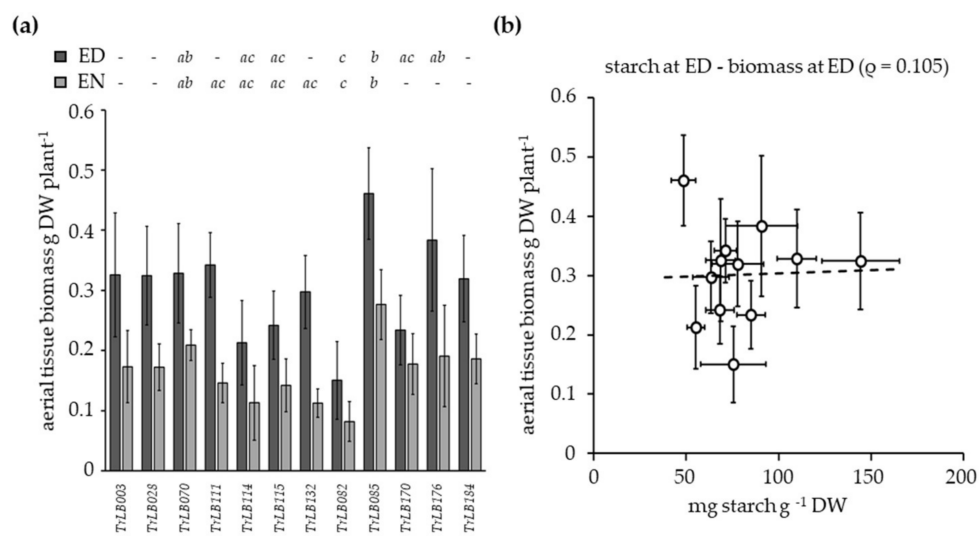 (a)
ED - - ab - ac ac - c b ac ab -
EN - - ab ac ac ac ac c b - - -
aerial tissue biomass g DW plant-1
0.6
0.5
0.4
0.3
0.2
0.1
0
TrLB003
TrLB028
TrLB070
TrLB111
TrLB114
TrLB115
TrLB132
TrLB082
TrLB085
TrLB170
TrLB176
TrLB184
(b)
starch at ED - biomass at ED (ϱ = 0.105)
aerial tissue biomass g DW plant-1
0.6
0.5
0.4
0.3
0.2
0.1
0
0 50 100 150 200
mg starch g -1 DW